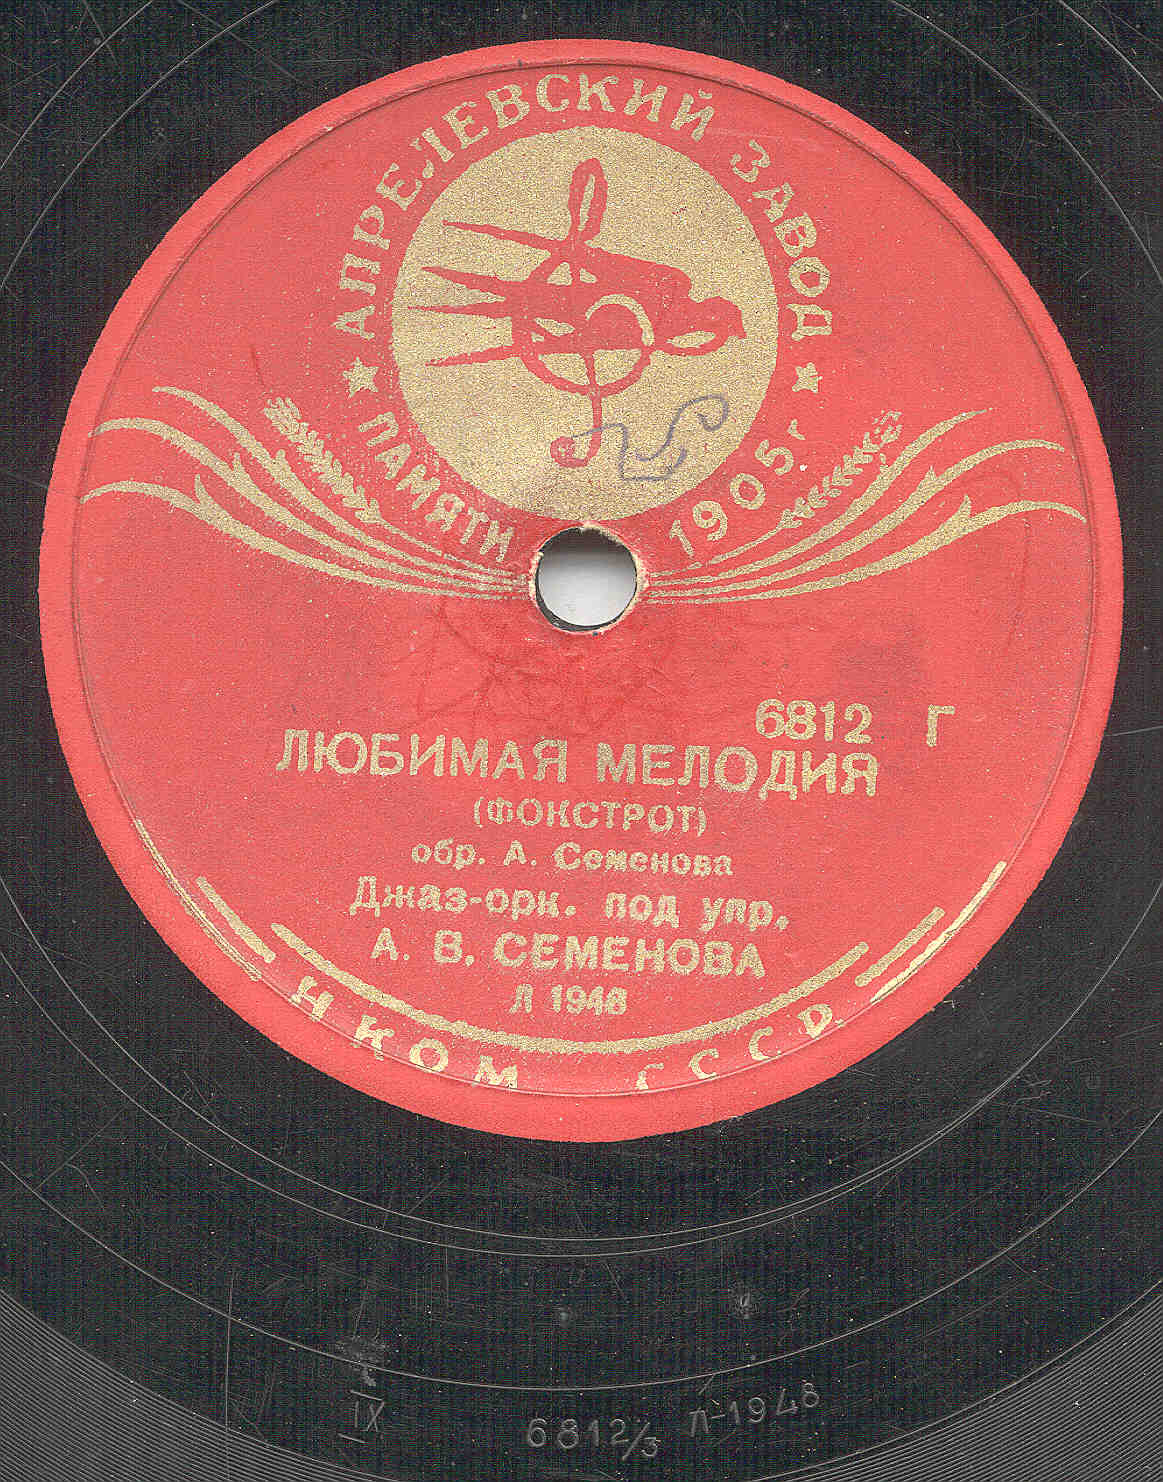 АПРЕЛЕВСКИЙ ЗАВОД
ПАМЯТИ 1905 г
6812 Г
ЛЮБИМАЯ МЕЛОДИЯ
(ФОКСТРОТ)
обр. А. Семенова
Джаз-орк. под упр.
А. В. СЕМЕНОВА
Л 1948
НКОМ СССР
IX
6812/3 Л-1948